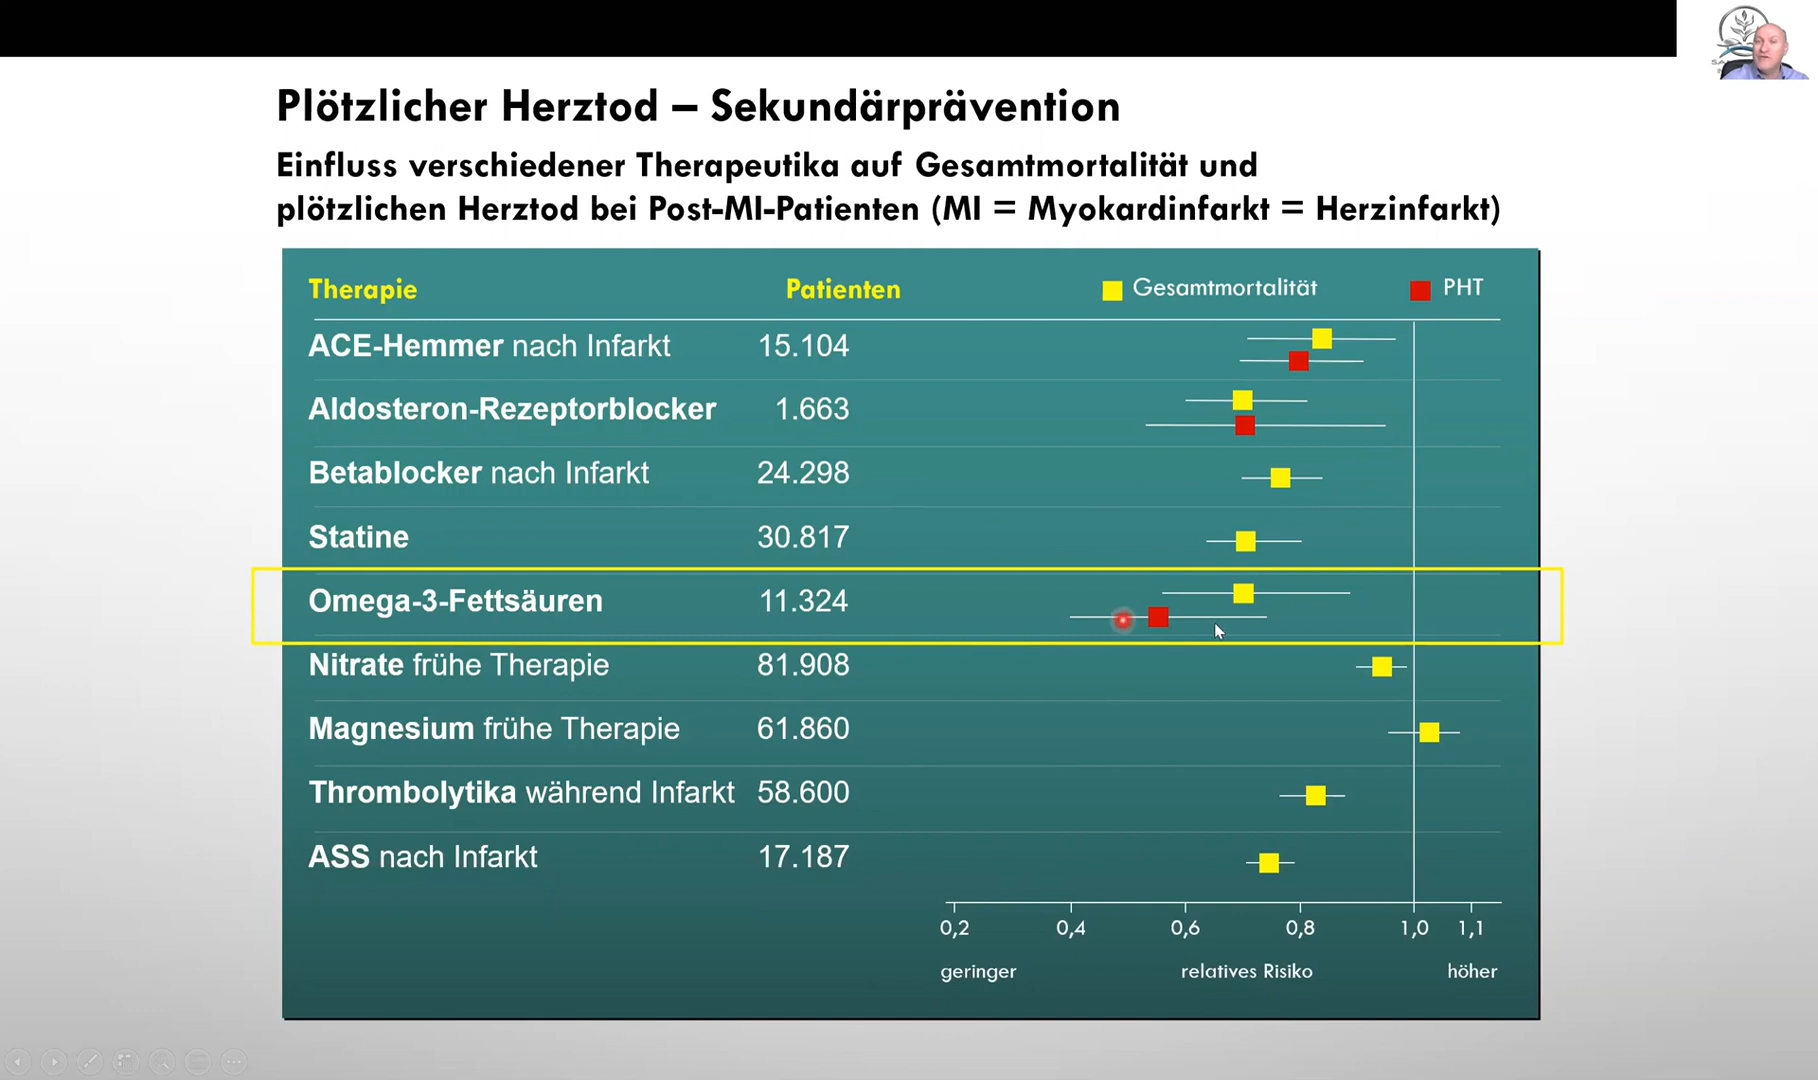 Plötzlicher Herztod – Sekundärprävention
Einfluss verschiedener Therapeutika auf Gesamtmortalität und
plötzlichen Herztod bei Post-MI-Patienten (MI = Myokardinfarkt = Herzinfarkt)
Therapie Patienten Gesamtmortalität PHT
ACE-Hemmer nach Infarkt 15.104
Aldosteron-Rezeptorblocker 1.663
Betablocker nach Infarkt 24.298
Statine 30.817
Omega-3-Fettsäuren 11.324
Nitrate frühe Therapie 81.908
Magnesium frühe Therapie 61.860
Thrombolytika während Infarkt 58.600
ASS nach Infarkt 17.187
0,2 0,4 0,6 0,8 1,0 1,1
geringer relatives Risiko höher